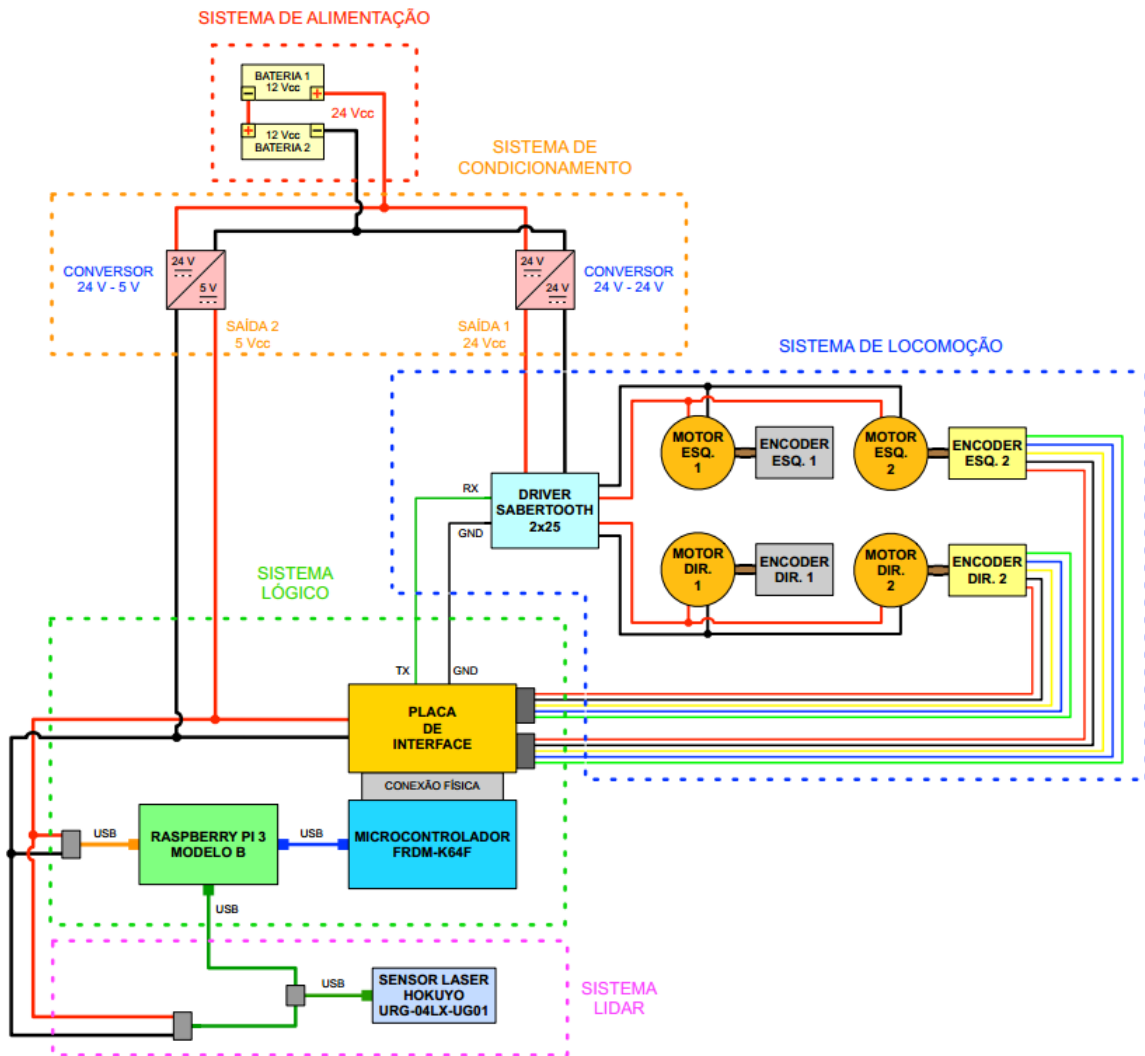 SISTEMA DE ALIMENTAÇÃO
BATERIA 1
12 Vcc
− +
24 Vcc
+ −
12 Vcc
BATERIA 2
SISTEMA DE
CONDICIONAMENTO
CONVERSOR
24 V - 5 V
24 V
5 V
24 V
24 V
CONVERSOR
24 V - 24 V
SAÍDA 2
5 Vcc
SAÍDA 1
24 Vcc
SISTEMA DE LOCOMOÇÃO
MOTOR
ESQ.
1
ENCODER
ESQ. 1
MOTOR
ESQ.
2
ENCODER
ESQ. 2
RX
GND
DRIVER
SABERTOOTH
2x25
MOTOR
DIR.
1
ENCODER
DIR. 1
MOTOR
DIR.
2
ENCODER
DIR. 2
SISTEMA
LÓGICO
TX
GND
PLACA
DE
INTERFACE
CONEXÃO FÍSICA
USB
RASPBERRY PI 3
MODELO B
USB
MICROCONTROLADOR
FRDM-K64F
USB
USB
SENSOR LASER
HOKUYO
URG-04LX-UG01
SISTEMA
LIDAR